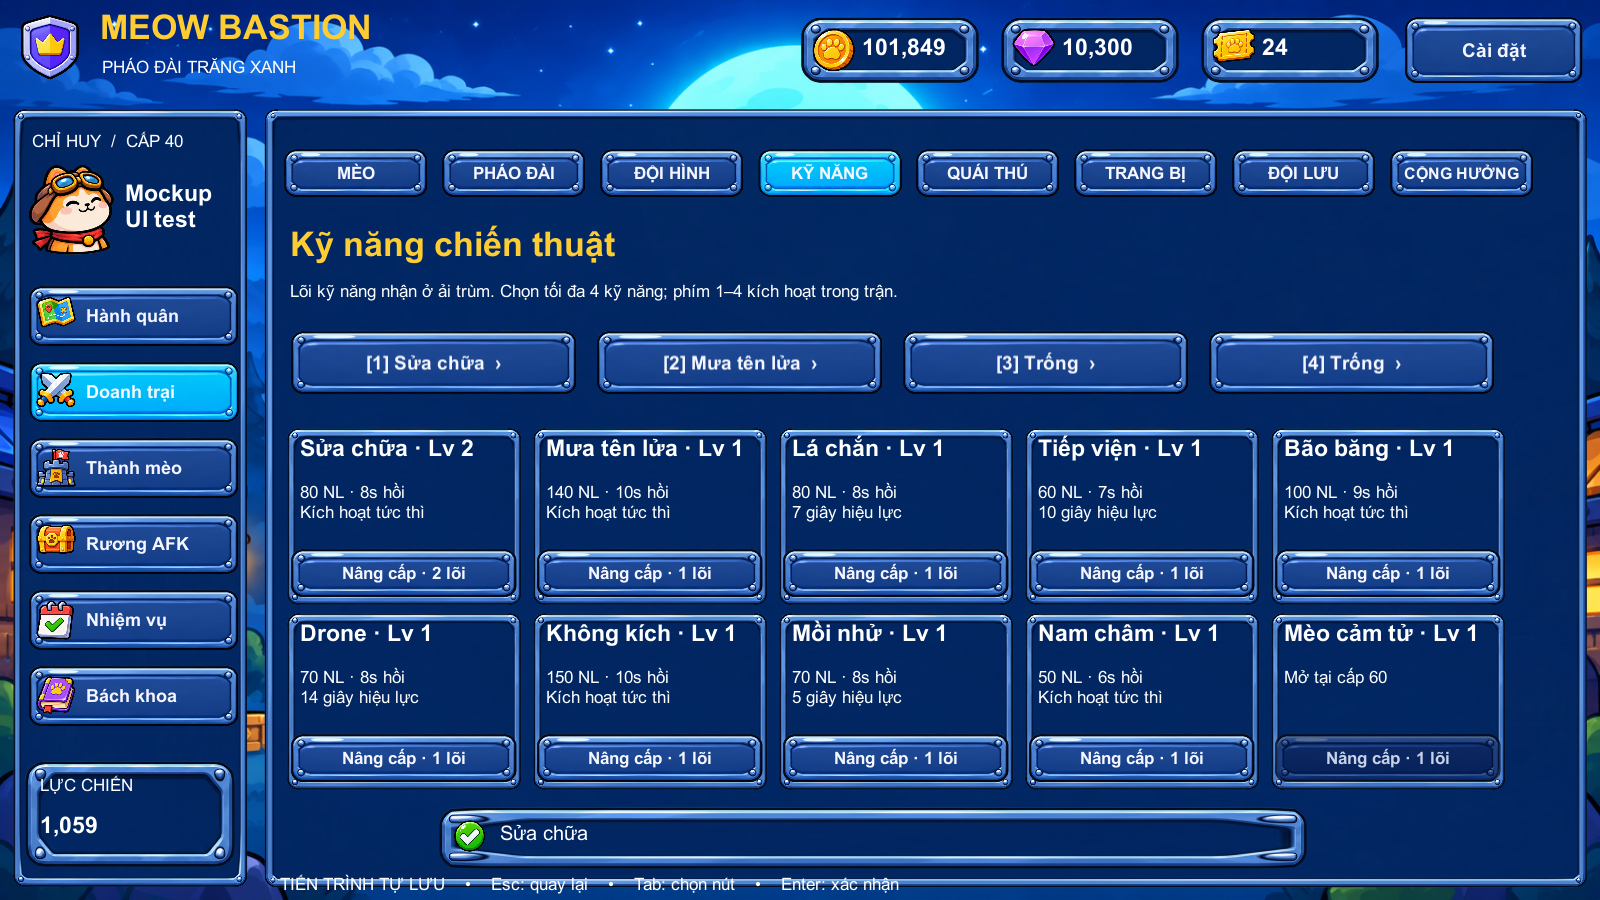 MEOW BASTION
PHÁO ĐÀI TRĂNG XANH
101,849
10,300
24
Cài đặt
CHỈ HUY / CẤP 40
Mockup
UI test
Hành quân
Doanh trại
Thành mèo
Rương AFK
Nhiệm vụ
Bách khoa
LỰC CHIẾN
1,059
MÈO
PHÁO ĐÀI
ĐỘI HÌNH
KỸ NĂNG
QUÁI THÚ
TRANG BỊ
ĐỘI LƯU
CỘNG HƯỞNG
Kỹ năng chiến thuật
Lõi kỹ năng nhận ở ải trùm. Chọn tối đa 4 kỹ năng; phím 1–4 kích hoạt trong trận.
[1] Sửa chữa ›
[2] Mưa tên lửa ›
[3] Trống ›
[4] Trống ›
Sửa chữa · Lv 2
80 NL · 8s hồi
Kích hoạt tức thì
Nâng cấp · 2 lõi
Mưa tên lửa · Lv 1
140 NL · 10s hồi
Kích hoạt tức thì
Nâng cấp · 1 lõi
Lá chắn · Lv 1
80 NL · 8s hồi
7 giây hiệu lực
Nâng cấp · 1 lõi
Tiếp viện · Lv 1
60 NL · 7s hồi
10 giây hiệu lực
Nâng cấp · 1 lõi
Bão băng · Lv 1
100 NL · 9s hồi
Kích hoạt tức thì
Nâng cấp · 1 lõi
Drone · Lv 1
70 NL · 8s hồi
14 giây hiệu lực
Nâng cấp · 1 lõi
Không kích · Lv 1
150 NL · 10s hồi
Kích hoạt tức thì
Nâng cấp · 1 lõi
Mồi nhử · Lv 1
70 NL · 8s hồi
5 giây hiệu lực
Nâng cấp · 1 lõi
Nam châm · Lv 1
50 NL · 6s hồi
Kích hoạt tức thì
Nâng cấp · 1 lõi
Mèo cảm tử · Lv 1
Mở tại cấp 60
Nâng cấp · 1 lõi
Sửa chữa
TIẾN TRÌNH TỰ LƯU • Esc: quay lại • Tab: chọn nút • Enter: xác nhận